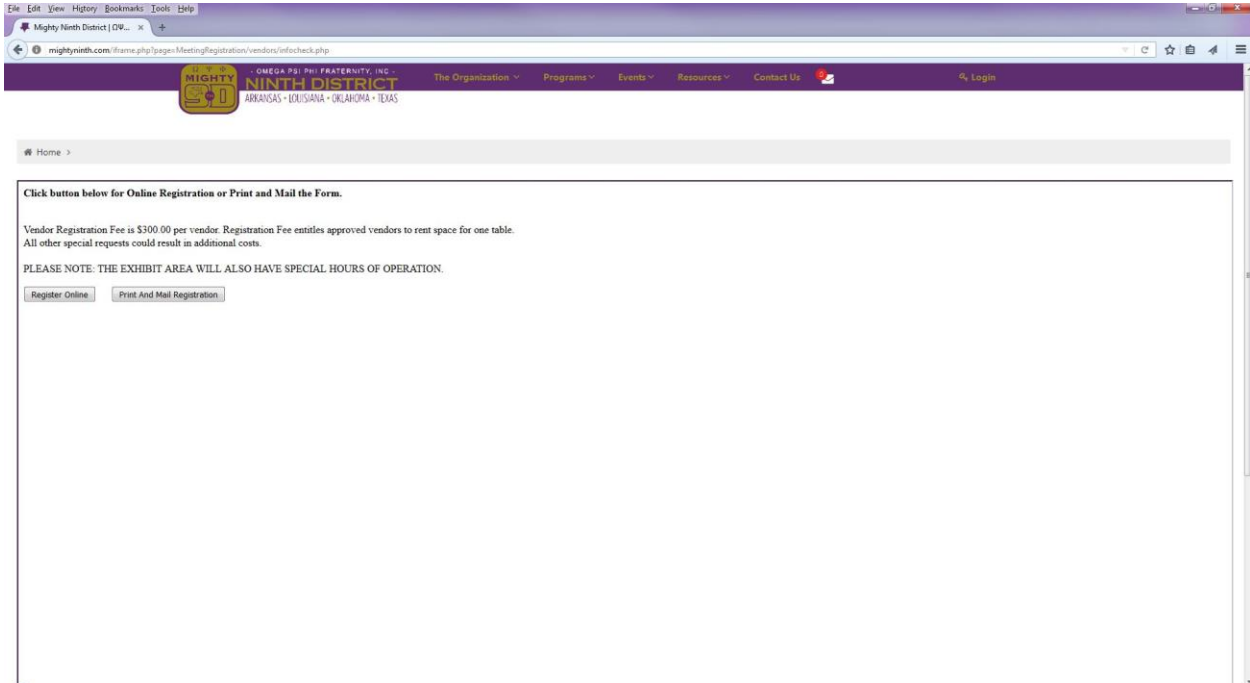 File Edit View History Bookmarks Tools Help
Mighty Ninth District | ΩΨ... × +
mightyninth.com/iframe.php?page=MeetingRegistration/vendors/infocheck.php
Ω Ψ Φ
MIGHTY
9D
- OMEGA PSI PHI FRATERNITY, INC -
NINTH DISTRICT
ARKANSAS • LOUISIANA • OKLAHOMA • TEXAS
The Organization Programs Events Resources Contact Us Login
Home >
Click button below for Online Registration or Print and Mail the Form.
Vendor Registration Fee is $300.00 per vendor. Registration Fee entitles approved vendors to rent space for one table.
All other special requests could result in additional costs.
PLEASE NOTE: THE EXHIBIT AREA WILL ALSO HAVE SPECIAL HOURS OF OPERATION.
Register Online Print And Mail Registration